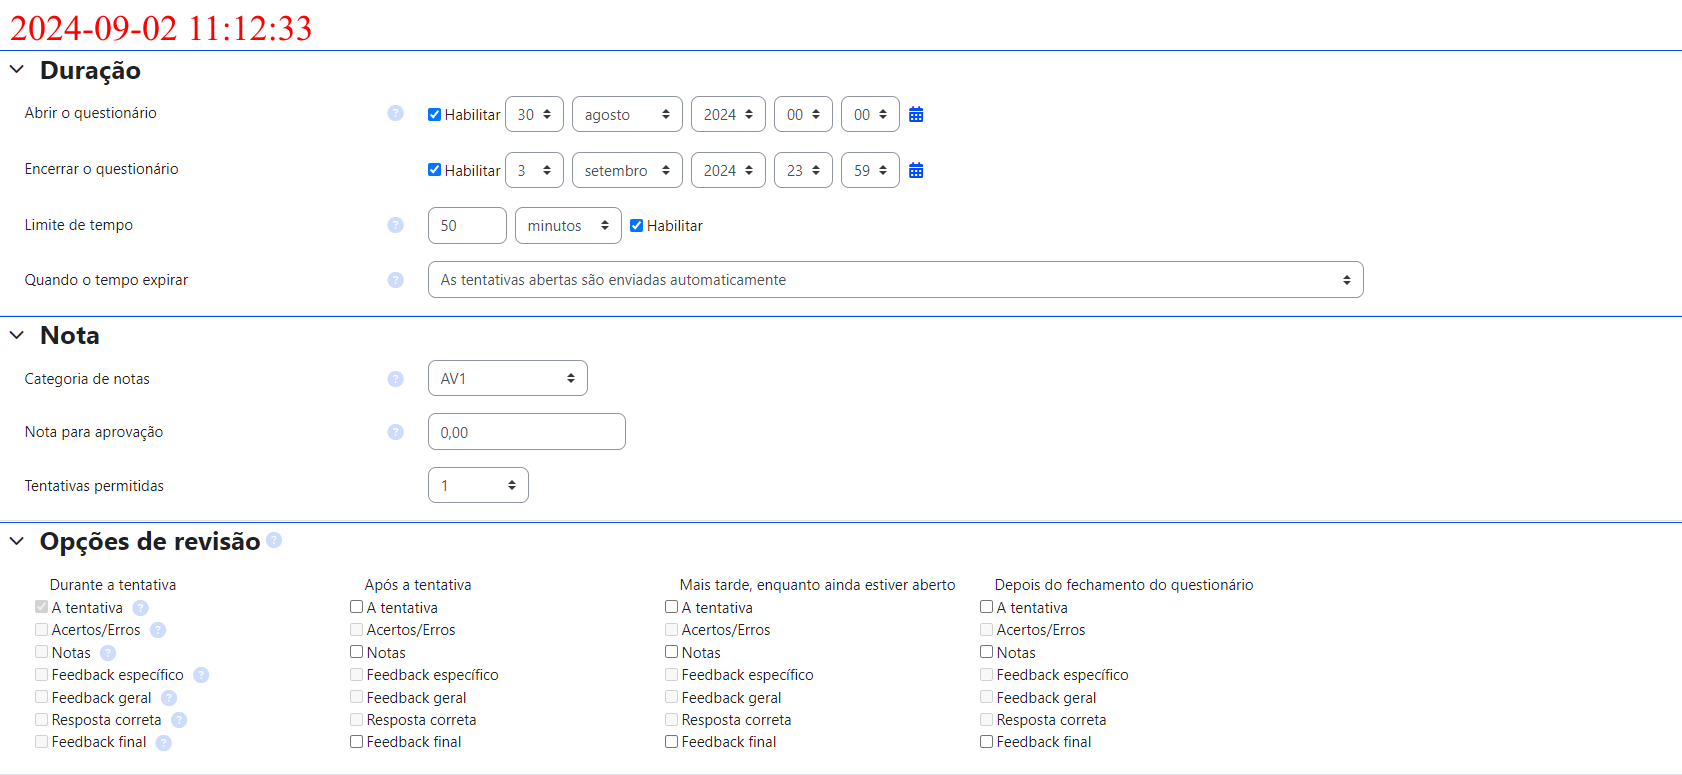 2024-09-02 11:12:33
Duração
Abrir o questionário ? Habilitar 30 agosto 2024 00 00
Encerrar o questionário Habilitar 3 setembro 2024 23 59
Limite de tempo ? 50 minutos Habilitar
Quando o tempo expirar ? As tentativas abertas são enviadas automaticamente
Nota
Categoria de notas ? AV1
Nota para aprovação ? 0,00
Tentativas permitidas 1
Opções de revisão ?
Durante a tentativa Após a tentativa Mais tarde, enquanto ainda estiver aberto Depois do fechamento do questionário
A tentativa ? A tentativa A tentativa A tentativa
Acertos/Erros ? Acertos/Erros Acertos/Erros Acertos/Erros
Notas ? Notas Notas Notas
Feedback específico ? Feedback específico Feedback específico Feedback específico
Feedback geral ? Feedback geral Feedback geral Feedback geral
Resposta correta ? Resposta correta Resposta correta Resposta correta
Feedback final ? Feedback final Feedback final Feedback final